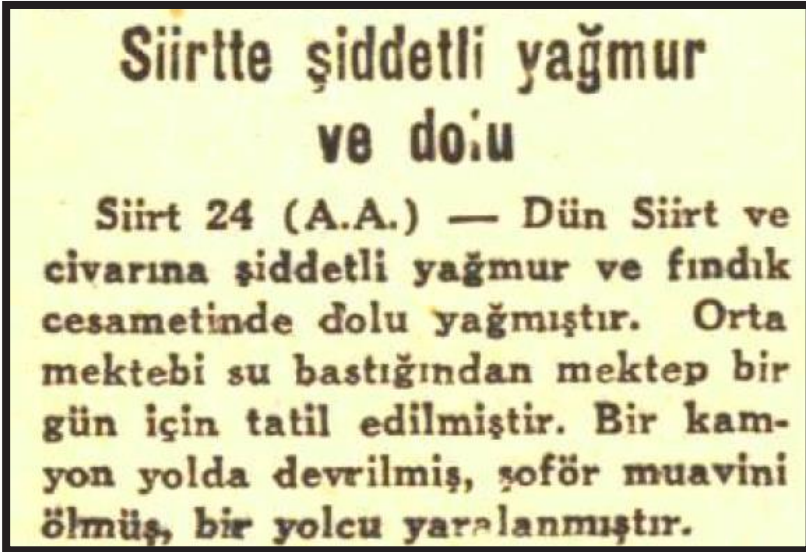 Siirtte şiddetli yağmur
ve dolu
Siirt 24 (A.A.) — Dün Siirt ve
civarına şiddetli yağmur ve fındık
cesametinde dolu yağmıştır. Orta
mektebi su bastığından mektep bir
gün için tatil edilmiştir. Bir kam-
yon yolda devrilmiş, şoför muavini
ölmüş, bir yolcu yaralanmıştır.